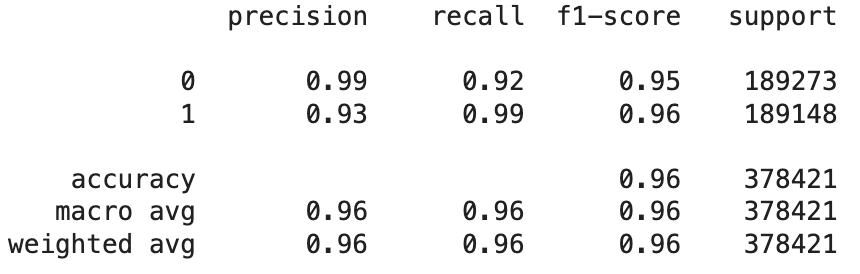 precision recall f1-score support
0 0.99 0.92 0.95 189273
1 0.93 0.99 0.96 189148
accuracy 0.96 378421
macro avg 0.96 0.96 0.96 378421
weighted avg 0.96 0.96 0.96 378421